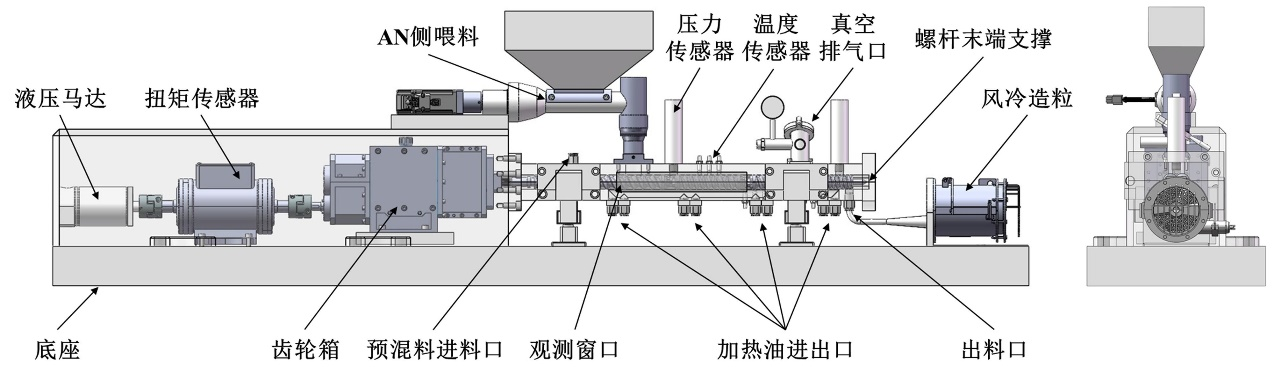 AN侧喂料
压力
传感器
温度
传感器
真空
排气口
螺杆末端支撑
液压马达
扭矩传感器
风冷造粒
底座
齿轮箱
预混料进料口
观测窗口
加热油进出口
出料口